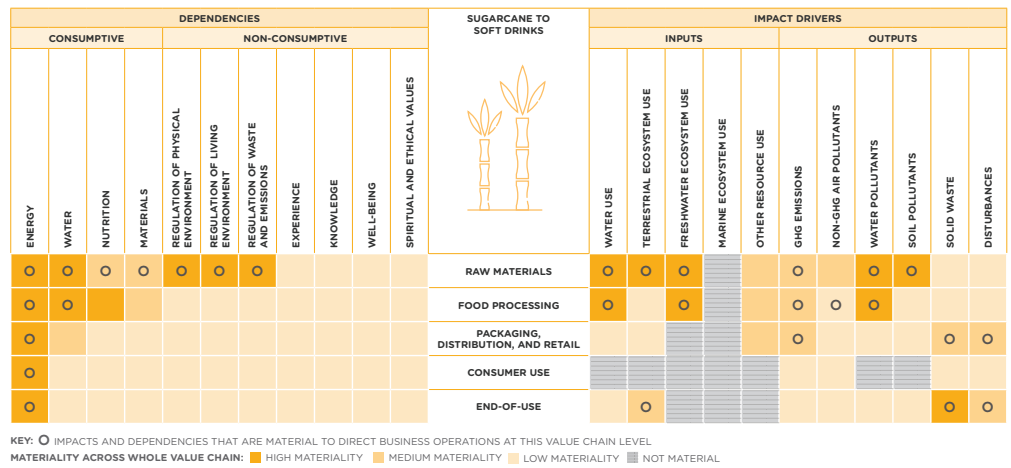 DEPENDENCIES
SUGARCANE TO
SOFT DRINKS
IMPACT DRIVERS
CONSUMPTIVE
NON-CONSUMPTIVE
INPUTS
OUTPUTS
ENERGY
WATER
NUTRITION
MATERIALS
REGULATION OF PHYSICAL
ENVIRONMENT
REGULATION OF LIVING
ENVIRONMENT
REGULATION OF WASTE
AND EMISSIONS
EXPERIENCE
KNOWLEDGE
WELL-BEING
SPIRITUAL AND ETHICAL VALUES
WATER USE
TERRESTRIAL ECOSYSTEM USE
FRESHWATER ECOSYSTEM USE
MARINE ECOSYSTEM USE
OTHER RESOURCE USE
GHG EMISSIONS
NON-GHG AIR POLLUTANTS
WATER POLLUTANTS
SOIL POLLUTANTS
SOLID WASTE
DISTURBANCES
RAW MATERIALS
FOOD PROCESSING
PACKAGING,
DISTRIBUTION, AND RETAIL
CONSUMER USE
END-OF-USE
KEY: O IMPACTS AND DEPENDENCIES THAT ARE MATERIAL TO DIRECT BUSINESS OPERATIONS AT THIS VALUE CHAIN LEVEL
MATERIALITY ACROSS WHOLE VALUE CHAIN: HIGH MATERIALITY MEDIUM MATERIALITY LOW MATERIALITY NOT MATERIAL